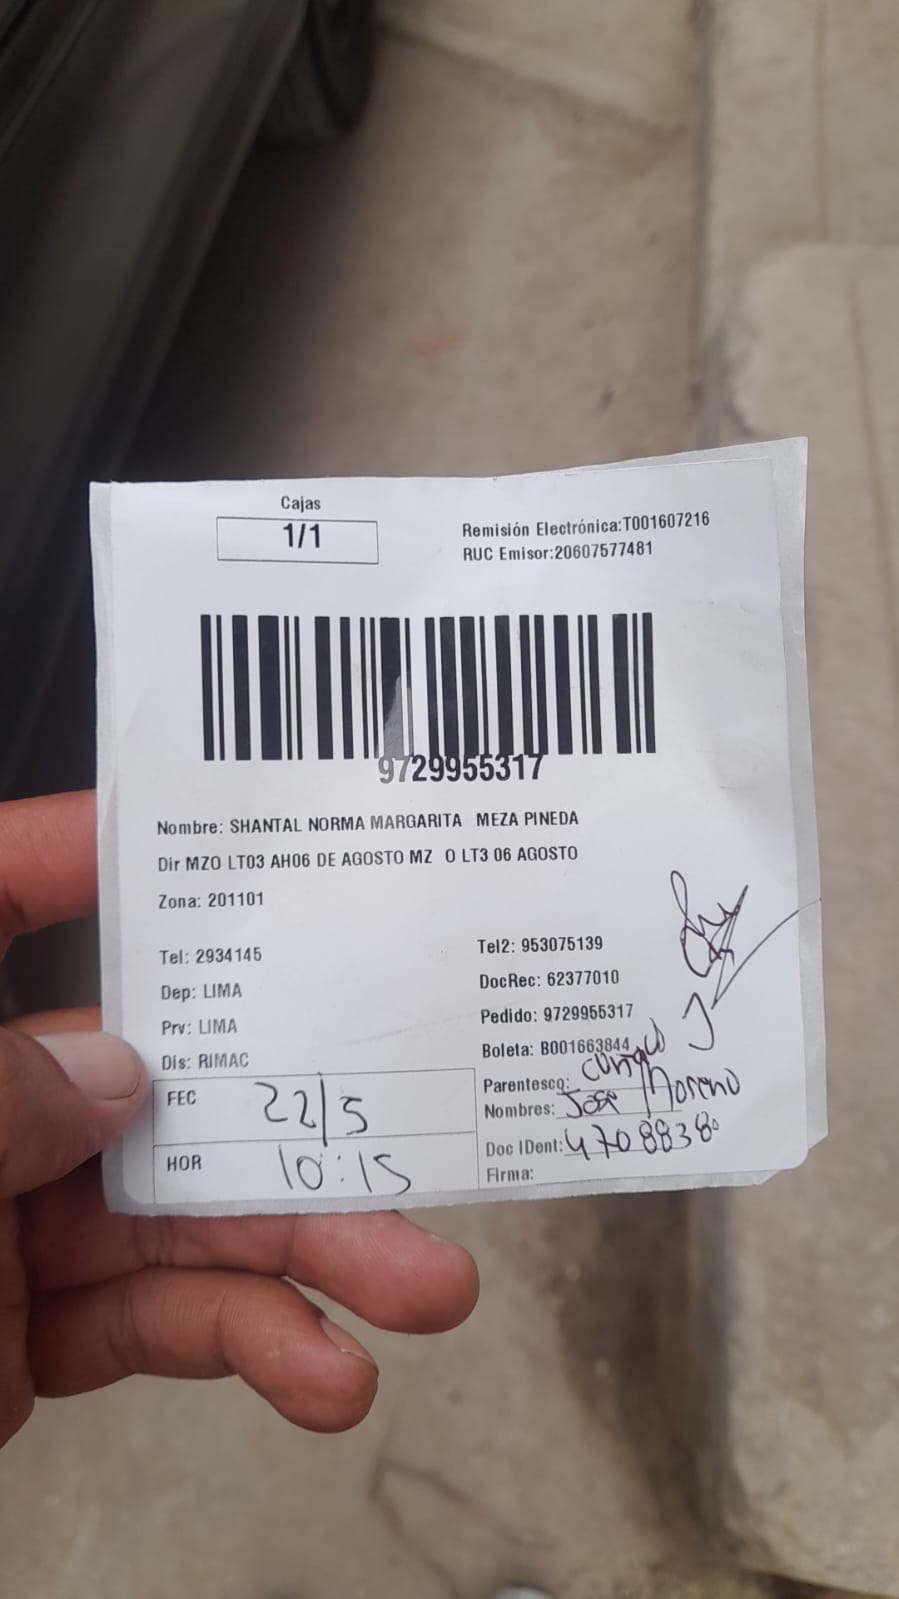 Cajas
1/1
Remisión Electrónica:T001607216
RUC Emisor:20607577481
9729955317
Nombre: SHANTAL NORMA MARGARITA MEZA PINEDA
Dir MZO LT03 AH06 DE AGOSTO MZ O LT3 06 AGOSTO
Zona: 201101
Tel: 2934145
Dep: LIMA
Prv: LIMA
Dis: RIMAC
FEC 22/5
HOR 10:15
Tel2: 953075139
DocRec: 62377010
Pedido: 9729955317
Boleta: B001663844
Parentesco:
Nombres: Jose Moreno
Doc IDent: 4708838
Firma: